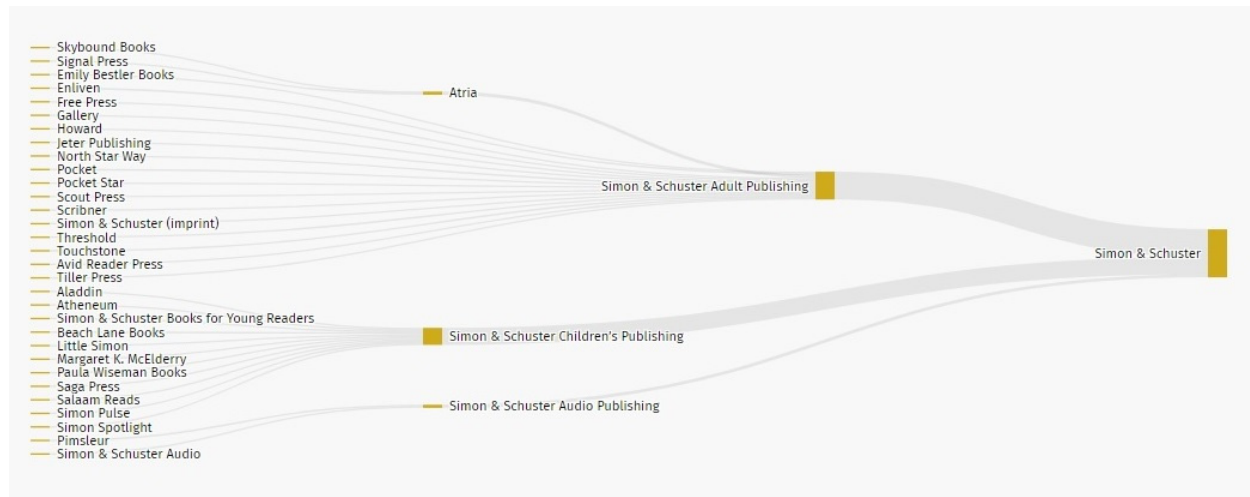 Skybound Books
Signal Press
Emily Bestler Books
Enliven
Free Press
Gallery
Howard
Jeter Publishing
North Star Way
Pocket
Pocket Star
Scout Press
Scribner
Simon & Schuster (imprint)
Threshold
Touchstone
Avid Reader Press
Tiller Press
Aladdin
Atheneum
Simon & Schuster Books for Young Readers
Beach Lane Books
Little Simon
Margaret K. McElderry
Paula Wiseman Books
Saga Press
Salaam Reads
Simon Pulse
Simon Spotlight
Pimsleur
Simon & Schuster Audio
Atria
Simon & Schuster Children's Publishing
Simon & Schuster Audio Publishing
Simon & Schuster Adult Publishing
Simon & Schuster